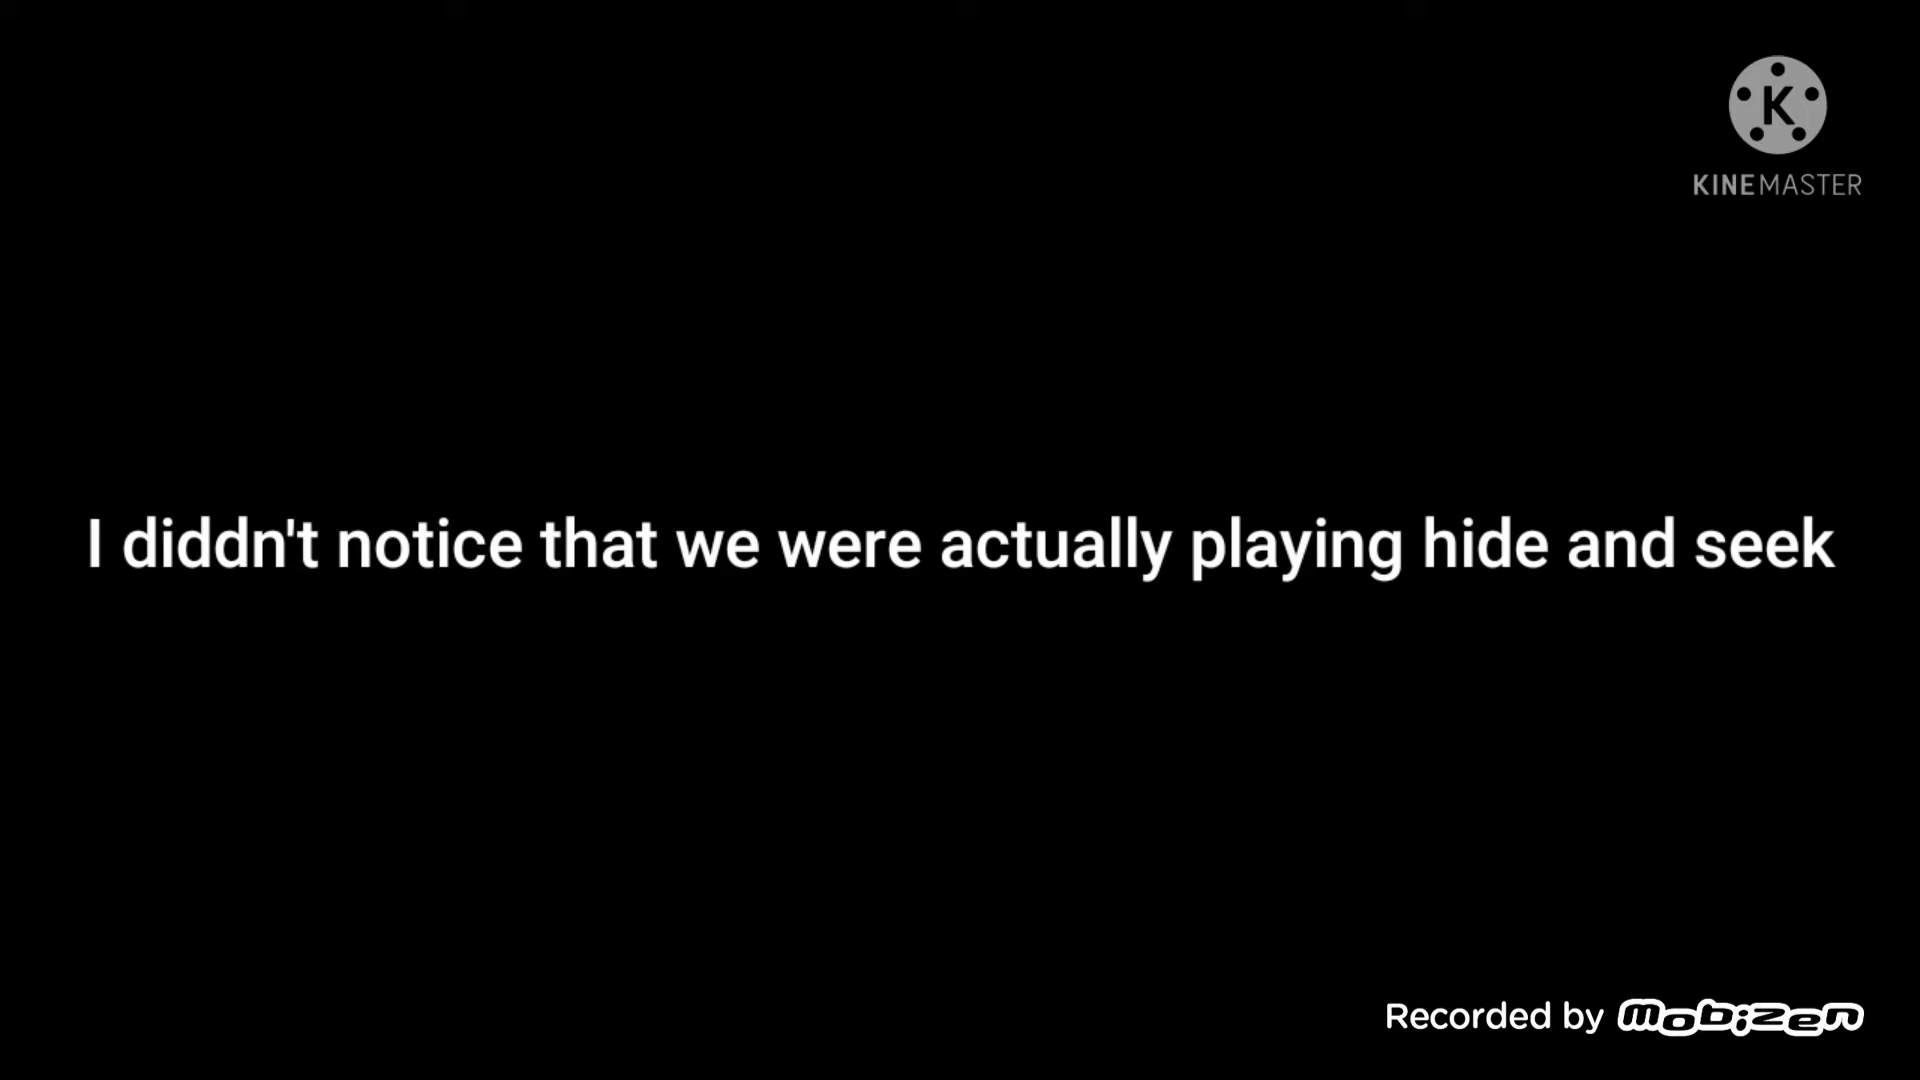 K
KINEMASTER
I diddn't notice that we were actually playing hide and seek
Recorded by mobizen